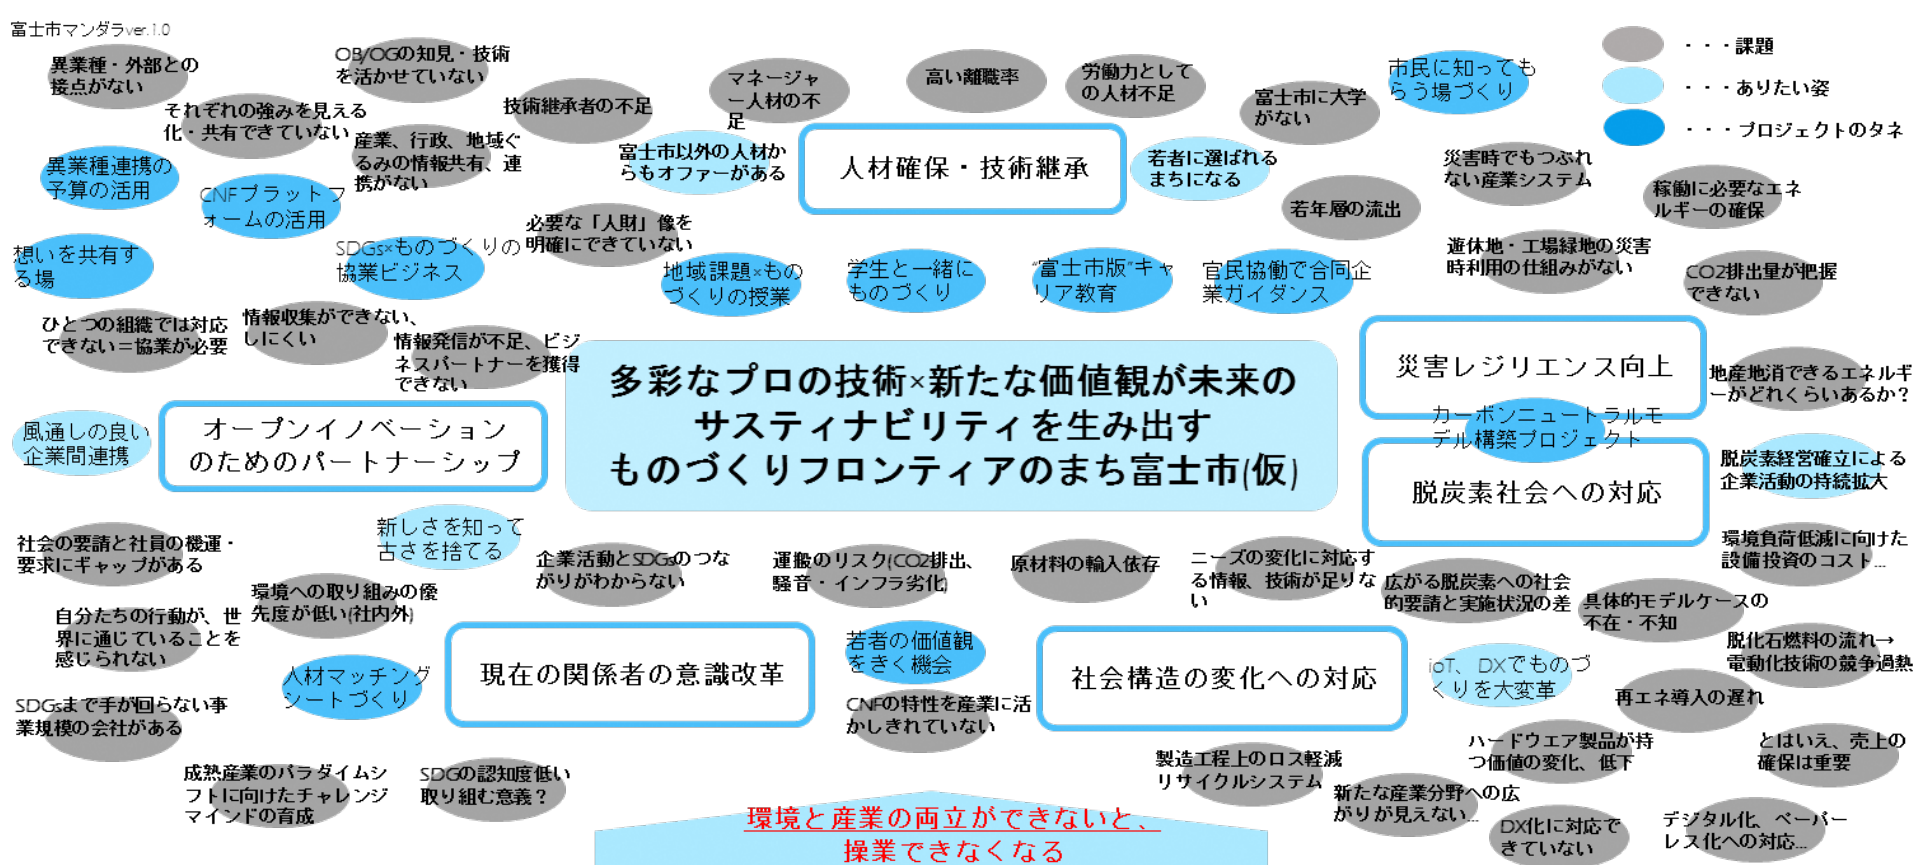 富士市マンダラver.1.0
・・・課題
・・・ありたい姿
・・・プロジェクトのタネ
異業種・外部との
接点がない
OB/OGの知見・技術
を活かせていない
それぞれの強みを見える
化・共有できていない
技術継承者の不足
マネージャ
ー人材の不
足
高い離職率
労働力として
の人材不足
富士市に大学
がない
市民に知っても
らう場づくり
産業、行政、地域ぐ
るみの情報共有、連
携がない
富士市以外の人材か
らもオファーがある
人材確保・技術継承
若者に選ばれる
まちになる
災害時でもつぶれ
ない産業システム
稼働に必要なエネ
ルギーの確保
異業種連携の
予算の活用
CNFプラットフ
ォームの活用
必要な「人財」像を
明確にできていない
若年層の流出
想いを共有す
る場
SDGs×ものづくりの
協業ビジネス
地域課題×もの
づくりの授業
学生と一緒に
ものづくり
“富士市版”キャ
リア教育
官民協働で合同企
業ガイダンス
遊休地・工場緑地の災害
時利用の仕組みがない
CO2排出量が把握
できない
ひとつの組織では対応
できない＝協業が必要
情報収集ができない、
しにくい
情報発信が不足、ビジ
ネスパートナーを獲得
できない
多彩なプロの技術×新たな価値観が未来の
サスティナビリティを生み出す
ものづくりフロンティアのまち富士市(仮)
災害レジリエンス向上
地産地消できるエネルギ
ーがどれくらいあるか？
カーボンニュートラルモ
デル構築プロジェクト
風通しの良い
企業間連携
オープンイノベーション
のためのパートナーシップ
脱炭素社会への対応
脱炭素経営確立による
企業活動の持続拡大
社会の要請と社員の機運・
要求にギャップがある
新しさを知って
古さを捨てる
企業活動とSDGsのつな
がりがわからない
運搬のリスク(CO2排出、
騒音・インフラ劣化)
原材料の輸入依存
ニーズの変化に対応す
る情報、技術が足りな
い
広がる脱炭素への社会
的要請と実施状況の差
環境負荷低減に向けた
設備投資のコスト...
環境への取り組みの優
先度が低い(社内外)
具体的モデルケースの
不在・不知
自分たちの行動が、世
界に通じていることを
感じられない
人材マッチング
シートづくり
現在の関係者の意識改革
若者の価値観
をきく機会
社会構造の変化への対応
ioT、DXでものづ
くりを大変革
脱化石燃料の流れ→
電動化技術の競争過熱
再エネ導入の遅れ
SDGsまで手が回らない事
業規模の会社がある
CNFの特性を産業に活
かしきれていない
ハードウエア製品が持
つ価値の変化、低下
とはいえ、売上の
確保は重要
成熟産業のパラダイムシ
フトに向けたチャレンジ
マインドの育成
SDGの認知度低い
取り組む意義？
製造工程上のロス軽減
リサイクルシステム
新たな産業分野への広
がりが見えない...
DX化に対応で
きていない
デジタル化、ペーパー
レス化への対応...
環境と産業の両立ができないと、
操業できなくなる